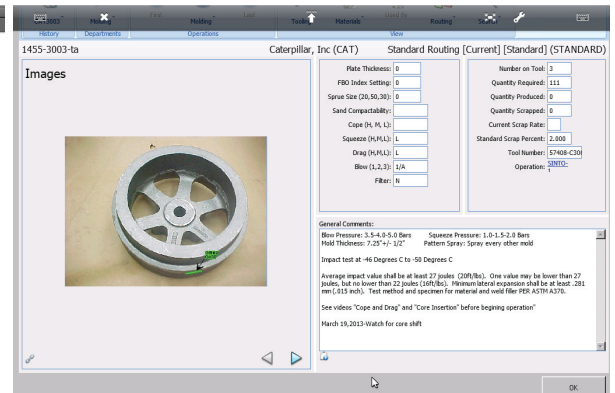 History
Departments
Molding
Operations
Tooling
Materials
Used By
Routing
View
1455-3003-ta
Caterpillar, Inc (CAT)
Standard Routing [Current] [Standard] (STANDARD)
Images
Plate Thickness: 0
FBO Index Setting: 0
Sprue Size (20,50,30): 0
Sand Compactability:
Cope (H, M, L):
Squeeze (H,M,L): L
Drag (H,M,L): L
Blow (1,2,3): 1/A
Filter: N
Number on Tool: 3
Quantity Required: 111
Quantity Produced: 0
Quantity Scrapped: 0
Current Scrap Rate:
Standard Scrap Percent: 2.000
Tool Number: 57408-C30
Operation: SINTO-
General Comments:
Blow Pressure: 3.5-4.0-5.0 Bars Squeeze Pressure: 1.0-1.5-2.0 Bars
Mold Thickness: 7.25"+/- 1/2" Pattern Spray: Spray every other mold
Impact test at -46 Degrees C to -50 Degrees C
Average impact value shall be at least 27 joules (20ft/lbs). One value may be lower than 27
joules, but no lower than 22 joules (16ft/lbs). Minimum lateral expansion shall be at least .281
mm (.015 inch). Test method and specimen for material and weld filler PER ASTM
A370.
See videos "Cope and Drag" and "Core Insertion" before begining operation"
March 19,2013-Watch for core shift
OK